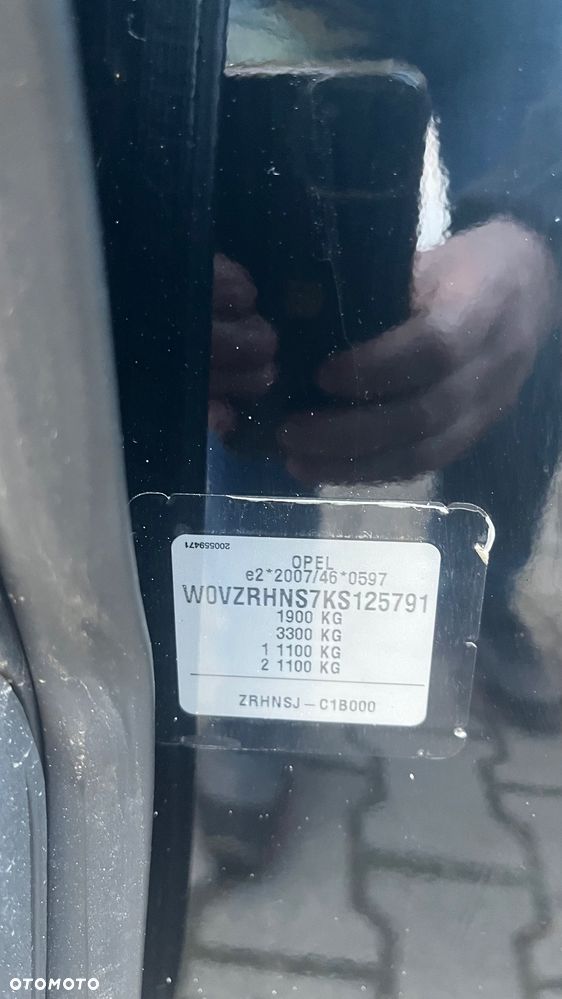 200559471
OPEL
e2*2007/46*0597
W0VZRHNS7KS125791
1900 KG
3300 KG
1 1100 KG
2 1100 KG
ZRHNSJ – C1B000
OTOMOTO